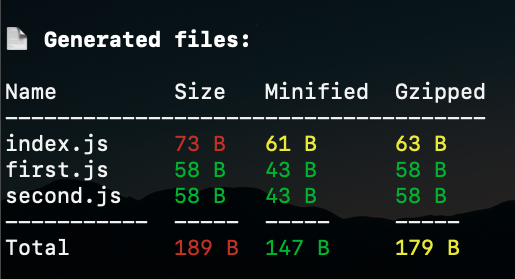 📄 Generated files:
Name Size Minified Gzipped
-------------------------------------
index.js 73 B 61 B 63 B
first.js 58 B 43 B 58 B
second.js 58 B 43 B 58 B
----------- ----- ----- -----
Total 189 B 147 B 179 B